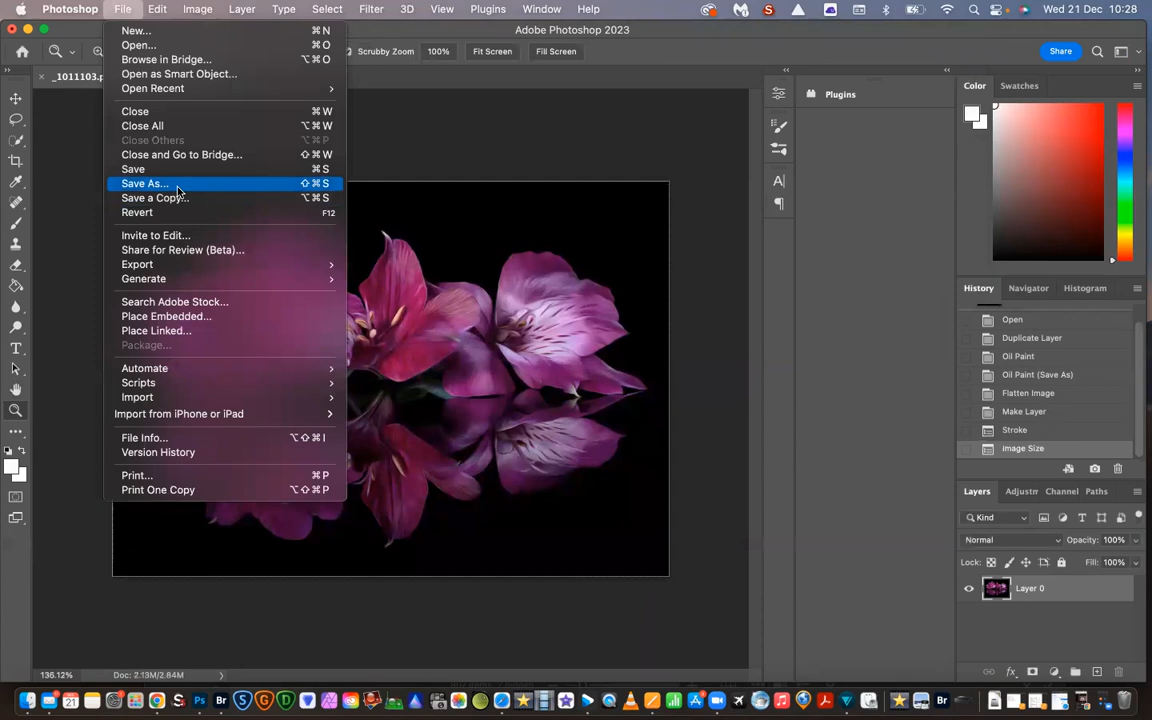 Photoshop File Edit Image Layer Type Select Filter 3D View Plugins Window Help Wed 21 Dec 10:28
Adobe Photoshop 2023
Scrubby Zoom 100% Fit Screen Fill Screen Share
_1011103.p
New... ⌘N
Open... ⌘O
Browse in Bridge... ⌥⌘O
Open as Smart Object...
Open Recent
Close ⌘W
Close All ⌥⌘W
Close Others ⌥⌘P
Close and Go to Bridge... ⇧⌘W
Save ⌘S
Save As... ⇧⌘S
Save a Copy... ⌥⌘S
Revert F12
Invite to Edit...
Share for Review (Beta)...
Export
Generate
Search Adobe Stock...
Place Embedded...
Place Linked...
Package...
Automate
Scripts
Import
Import from iPhone or iPad
File Info... ⌥⇧⌘I
Version History
Print... ⌘P
Print One Copy ⌥⇧⌘P
Plugins
Color Swatches
History Navigator Histogram
Open
Duplicate Layer
Oil Paint
Oil Paint (Save As)
Flatten Image
Make Layer
Stroke
Image Size
Layers Adjustm Channel Paths
Kind
Normal Opacity: 100%
Lock: Fill: 100%
Layer 0
136.12% Doc: 2.13M/2.84M